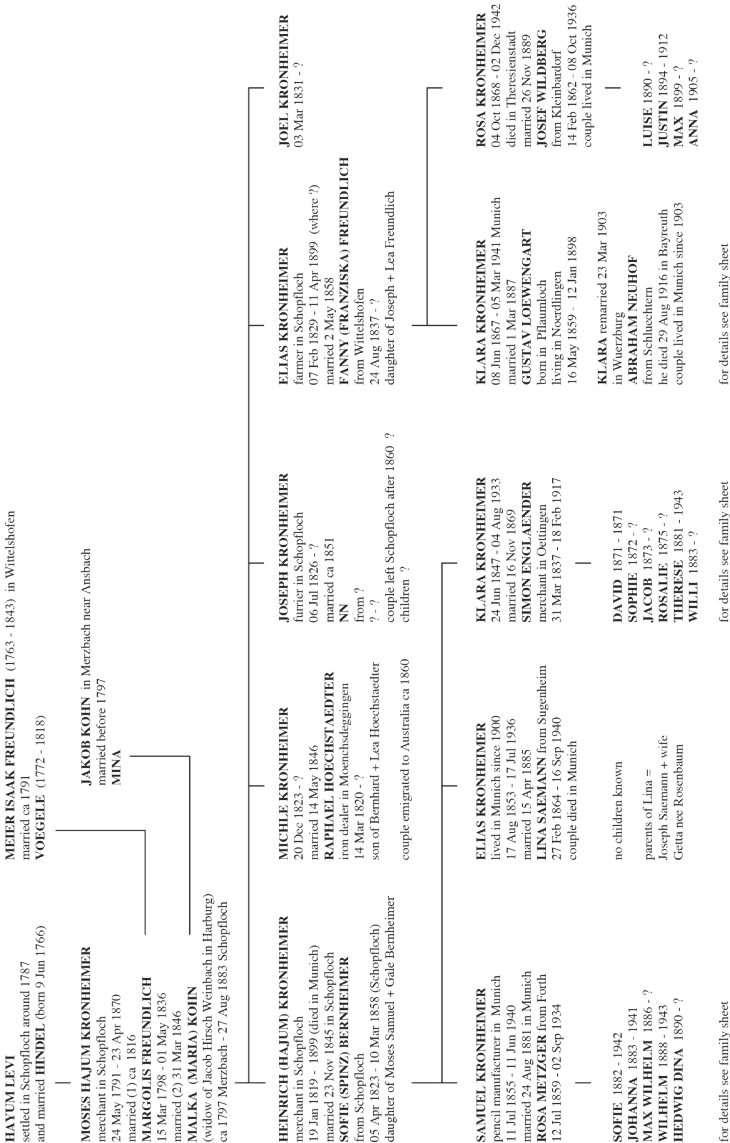 HAYUM LEVI
settled in Schopfloch around 1787
and married HINDEL (born 9 Jun 1766)
MEIER ISAAK FREUNDLICH (1763 - 1843) in Wittelshofen
married ca 1791
VOEGELE (1772 - 1818)
MOSES HAJUM KRONHEIMER
merchant in Schopfloch
24 May 1791 - 23 Apr 1870
married (1) ca 1816
MARGOLIS FREUNDLICH
15 Mar 1798 - 01 May 1836
married (2) 31 Mar 1846
MALKA (MARIA) KOHN
(widow of Jacob Hirsch Weinbach in Harburg)
ca 1797 Merzbach - 27 Aug 1883 Schopfloch
JAKOB KOHN in Merzbach near Ansbach
married before 1797
MINA
HEINRICH (HAJUM) KRONHEIMER
merchant in Schopfloch
19 Jan 1819 - 1899 (died in Munich)
married 23 Nov 1845 in Schopfloch
SOFIE (SPINZ) BERNHEIMER
from Schopfloch
05 Apr 1823 - 10 Mar 1858 (Schopfloch)
daughter of Moses Samuel + Gale Bernheimer
MICHLE KRONHEIMER
20 Dec 1823 - ?
married 14 May 1846
RAPHAEL HOECHSTAEDTER
iron dealer in Moenchsdeggingen
14 Mar 1820 - ?
son of Bernhard + Lea Hoechstaedter
couple emigrated to Australia ca 1860
JOSEPH KRONHEIMER
furrier in Schopfloch
06 Jul 1826 - ?
married ca 1851
NN
from ?
? - ?
couple left Schopfloch after 1860 ?
children ?
ELIAS KRONHEIMER
farmer in Schopfloch
07 Feb 1829 - 11 Apr 1899 (where ?)
married 2 May 1858
FANNY (FRANZISKA) FREUNDLICH
from Wittelshofen
24 Aug 1837 - ?
daughter of Joseph + Lea Freundlich
JOEL KRONHEIMER
03 Mar 1831 - ?
SAMUEL KRONHEIMER
pencil manufacturer in Munich
11 Jul 1855 - 11 Jun 1940
married 24 Aug 1881 in Munich
ROSA METZGER from Forth
12 Jul 1859 - 02 Sep 1934
SOFIE 1882 - 1942
JOHANNA 1883 - 1941
MAX WILHELM 1886 - ?
WILHELM 1888 - 1943
HEDWIG DINA 1890 - ?
for details see family sheet
ELIAS KRONHEIMER
lived in Munich since 1900
17 Aug 1853 - 17 Jul 1936
married 15 Apr 1885
LINA SAEMANN from Sugenheim
27 Feb 1864 - 16 Sep 1940
couple died in Munich
no children known
parents of Lina =
Joseph Saemann + wife
Getta nee Rosenbaum
KLARA KRONHEIMER
24 Jun 1847 - 04 Aug 1933
married 16 Nov 1869
SIMON ENGLAENDER
merchant in Oettingen
31 Mar 1837 - 18 Feb 1917
DAVID 1871 - 1871
SOPHIE 1872 - ?
JACOB 1873 - ?
ROSALIE 1875 - ?
THERESE 1881 - 1943
WILLI 1883 - ?
for details see family sheet
KLARA KRONHEIMER
08 Jun 1867 - 05 Mar 1941 Munich
married 1 Mar 1887
GUSTAV LOEWENGART
born in Pflaumloch
living in Noerdlingen
16 May 1859 - 12 Jan 1898
KLARA remarried 23 Mar 1903
in Wuerzburg
ABRAHAM NEUHOF
from Schluechtern
he died 29 Aug 1916 in Bayreuth
couple lived in Munich since 1903
for details see family sheet
ROSA KRONHEIMER
04 Oct 1868 - 02 Dec 1942
died in Theresienstadt
married 26 Nov 1889
JOSEF WILDBERG
from Kleinbardorf
14 Feb 1862 - 08 Oct 1936
couple lived in Munich
LUISE 1890 - ?
JUSTIN 1894 - 1912
MAX 1899 - ?
ANNA 1905 - ?